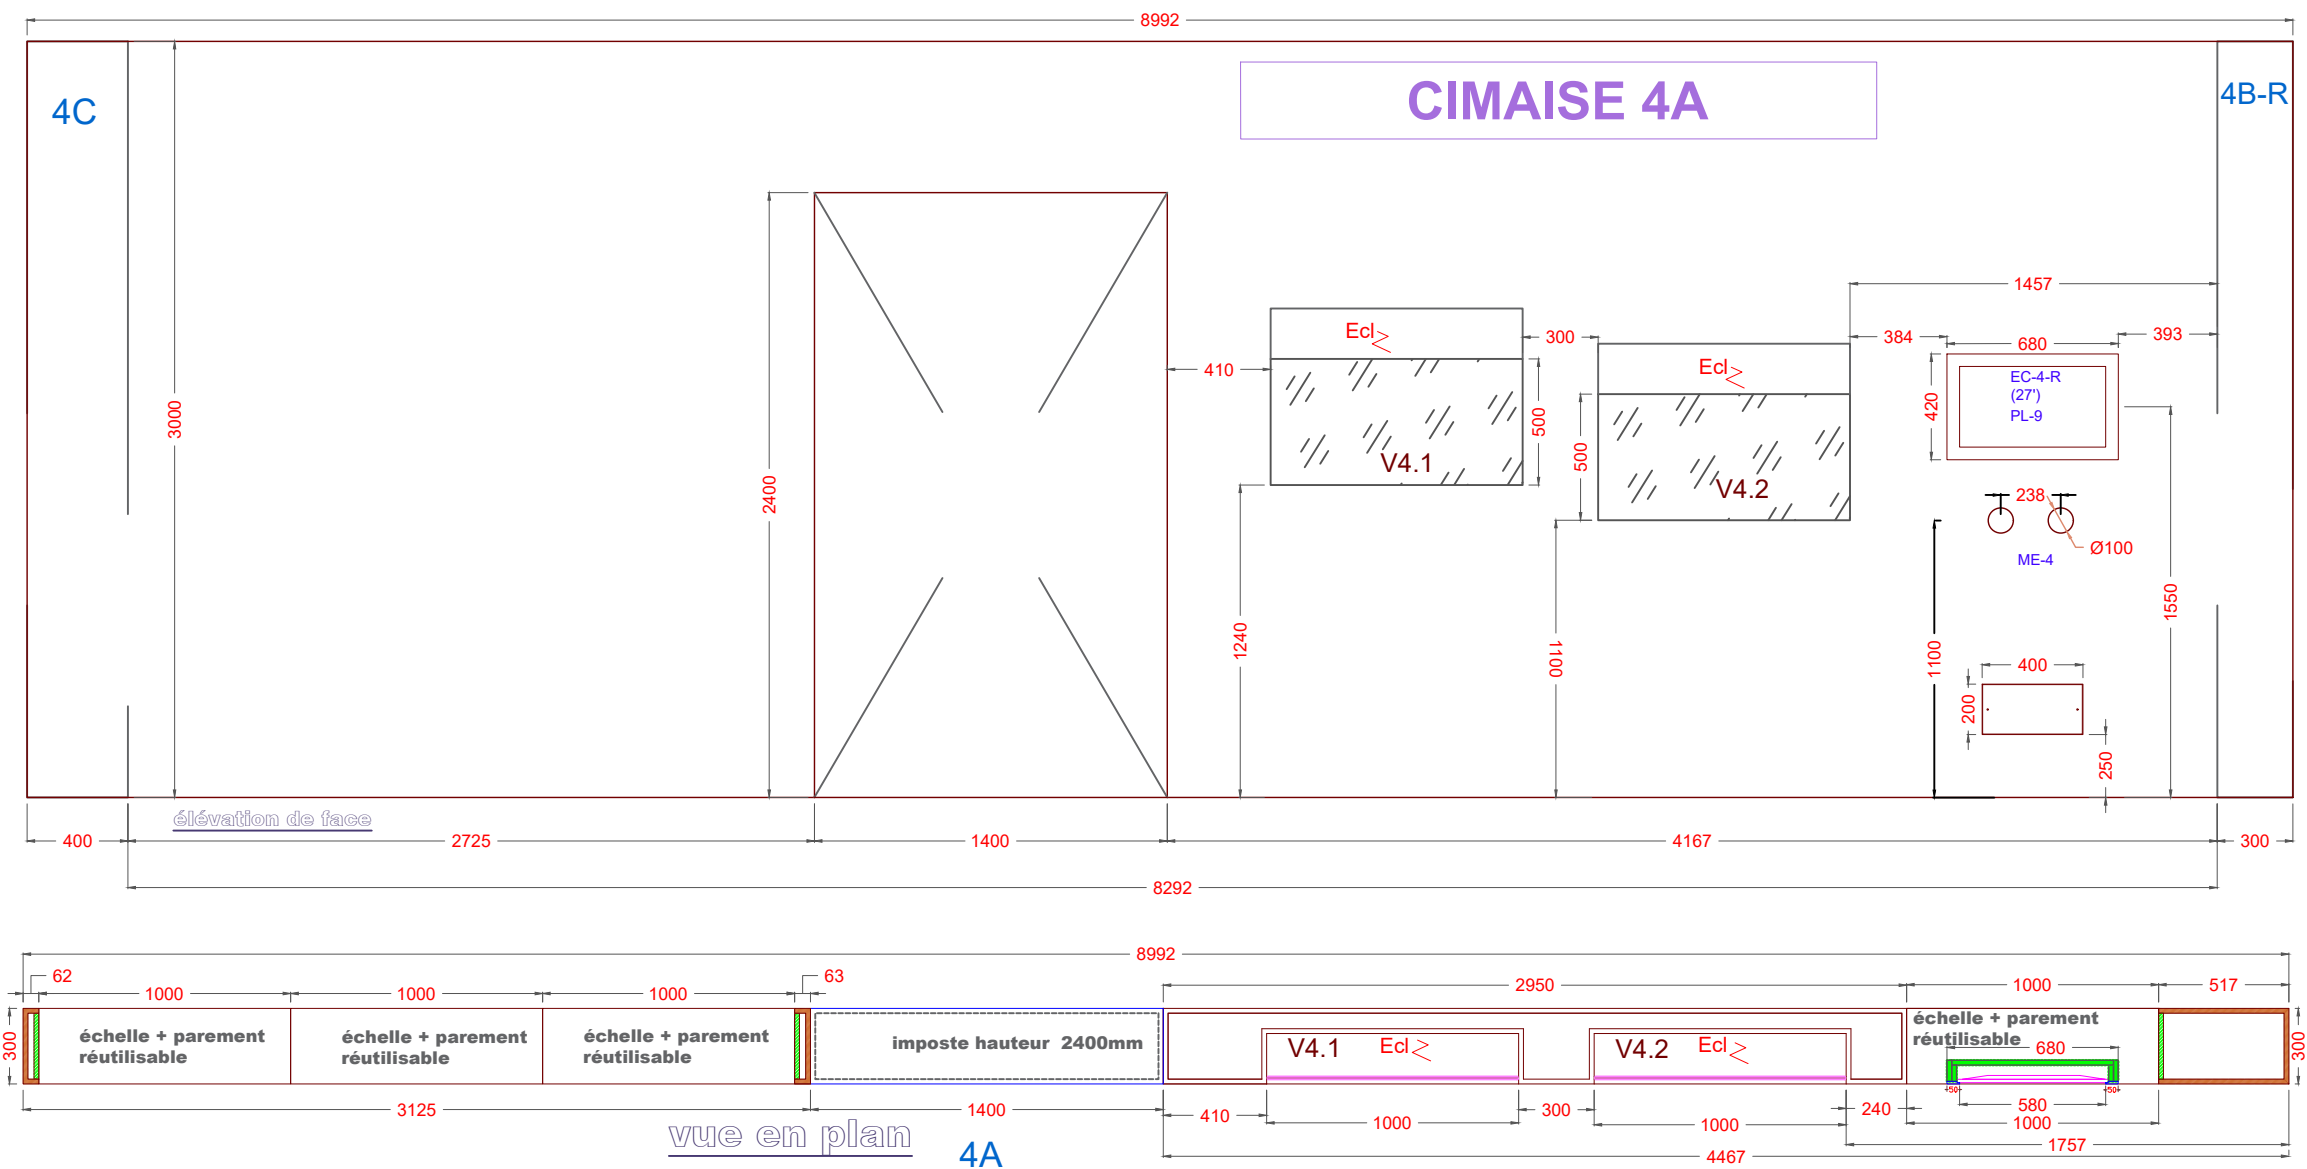 8992
CIMAISE 4A
4C
4B-R
1457
Ecl
300
384
393
680
Ecl
410
EC-4-R
(27')
PL-9
420
3000
500
500
V4.1
V4.2
2400
238
Ø100
ME-4
1550
1240
1100
1100
400
200
250
élévation de face
400
2725
1400
4167
300
8292
8992
62
63
1000
1000
1000
2950
1000
517
300
échelle + parement
réutilisable
échelle + parement
réutilisable
échelle + parement
réutilisable
imposte hauteur 2400mm
V4.1
Ecl
V4.2
Ecl
échelle + parement
réutilisable
680
300
50
50
580
3125
1400
410
1000
300
1000
240
1000
1757
4467
vue en plan
4A